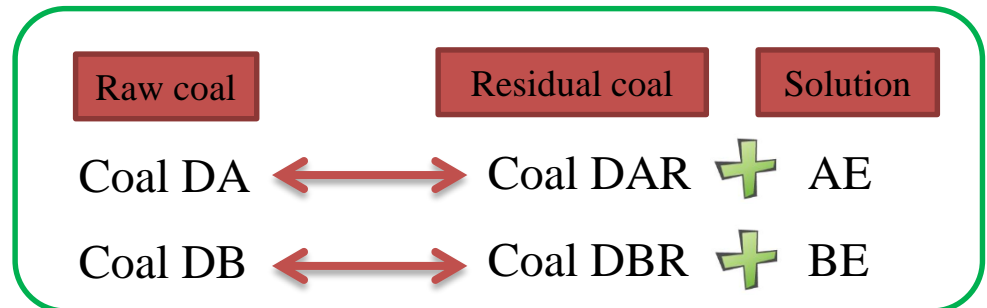 Raw coal Residual coal Solution
Coal DA Coal DAR AE
Coal DB Coal DBR BE